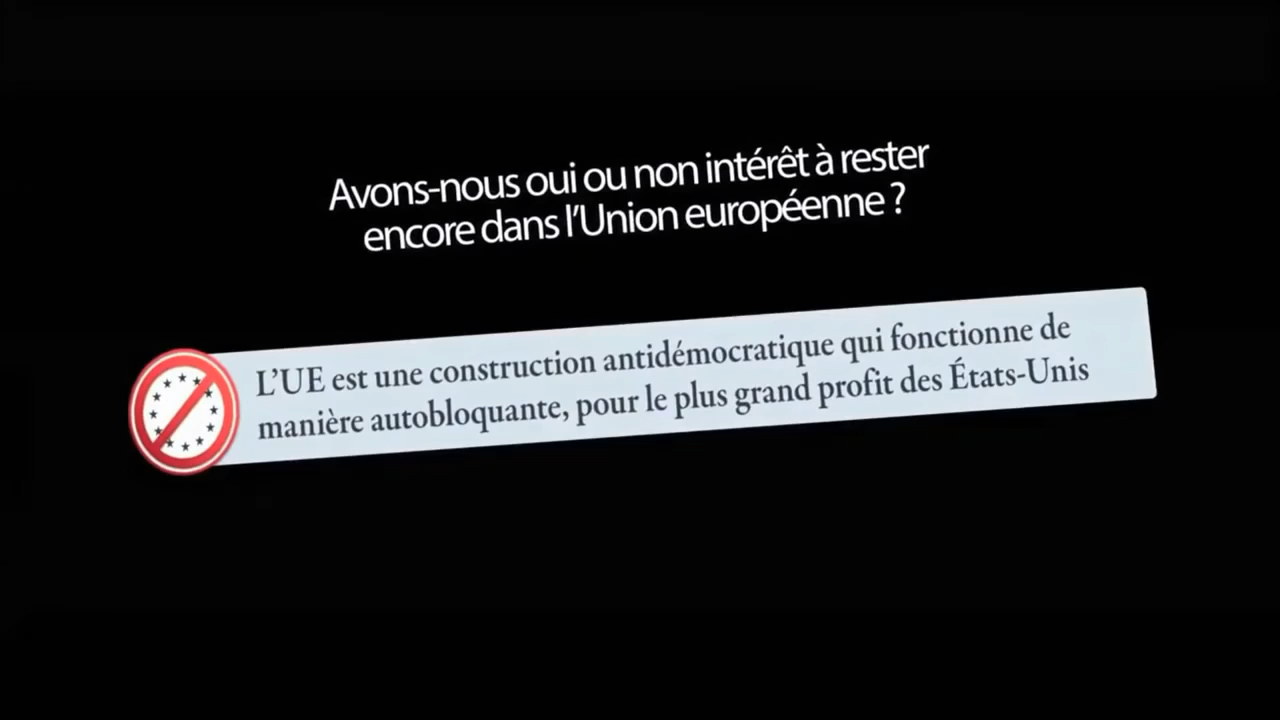 Avons-nous oui ou non intérêt à rester
encore dans l'Union européenne ?
L'UE est une construction antidémocratique qui fonctionne de
manière autobloquante, pour le plus grand profit des États-Unis